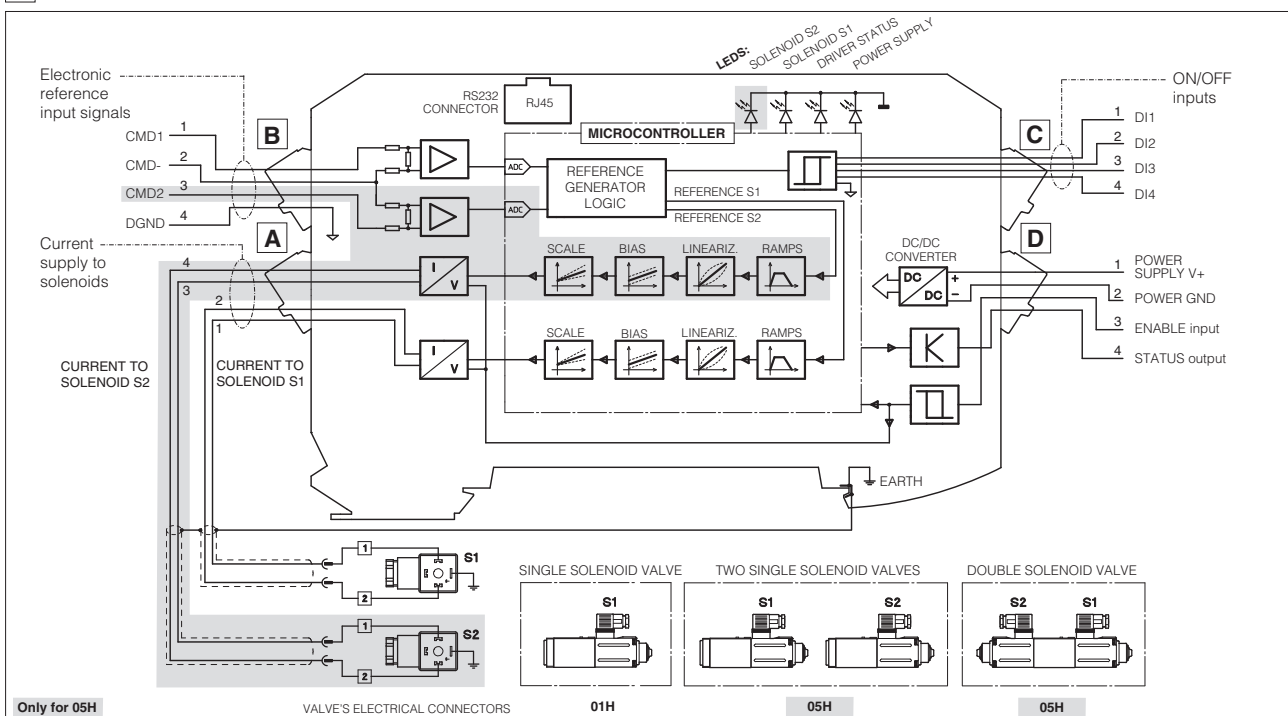 LEDS:
SOLENOID S2
SOLENOID S1
DRIVER STATUS
POWER SUPPLY
Electronic
reference
input signals
CMD1
1
CMD-
2
CMD2
3
DGND
4
B
A
RS232
CONNECTOR
RJ45
MICROCONTROLLER
ADC
ADC
REFERENCE
GENERATOR
LOGIC
REFERENCE S1
REFERENCE S2
ON/OFF
inputs
C
1
DI1
2
DI2
3
DI3
4
DI4
D
DC/DC
CONVERTER
DC
DC
+
–
1
POWER
SUPPLY V+
2
POWER GND
3
ENABLE input
4
STATUS output
K
Current
supply to
solenoids
4
3
2
1
I
V
SCALE
BIAS
LINEARIZ.
RAMPS
I
V
SCALE
BIAS
LINEARIZ.
RAMPS
CURRENT TO
SOLENOID S2
CURRENT TO
SOLENOID S1
EARTH
1
2
S1
1
2
S2
SINGLE SOLENOID VALVE
S1
01H
TWO SINGLE SOLENOID VALVES
S1
S2
05H
DOUBLE SOLENOID VALVE
S2
S1
05H
Only for 05H
VALVE'S ELECTRICAL CONNECTORS